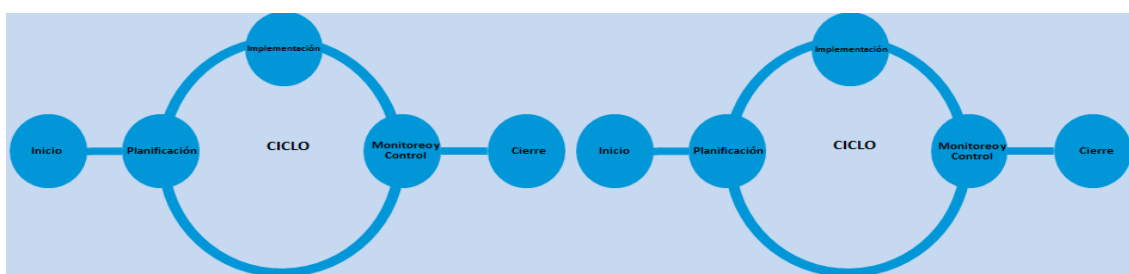 Implementación
Inicio
Planificación
CICLO
Monitoreo y
Control
Cierre
Implementación
Inicio
Planificación
CICLO
Monitoreo y
Control
Cierre